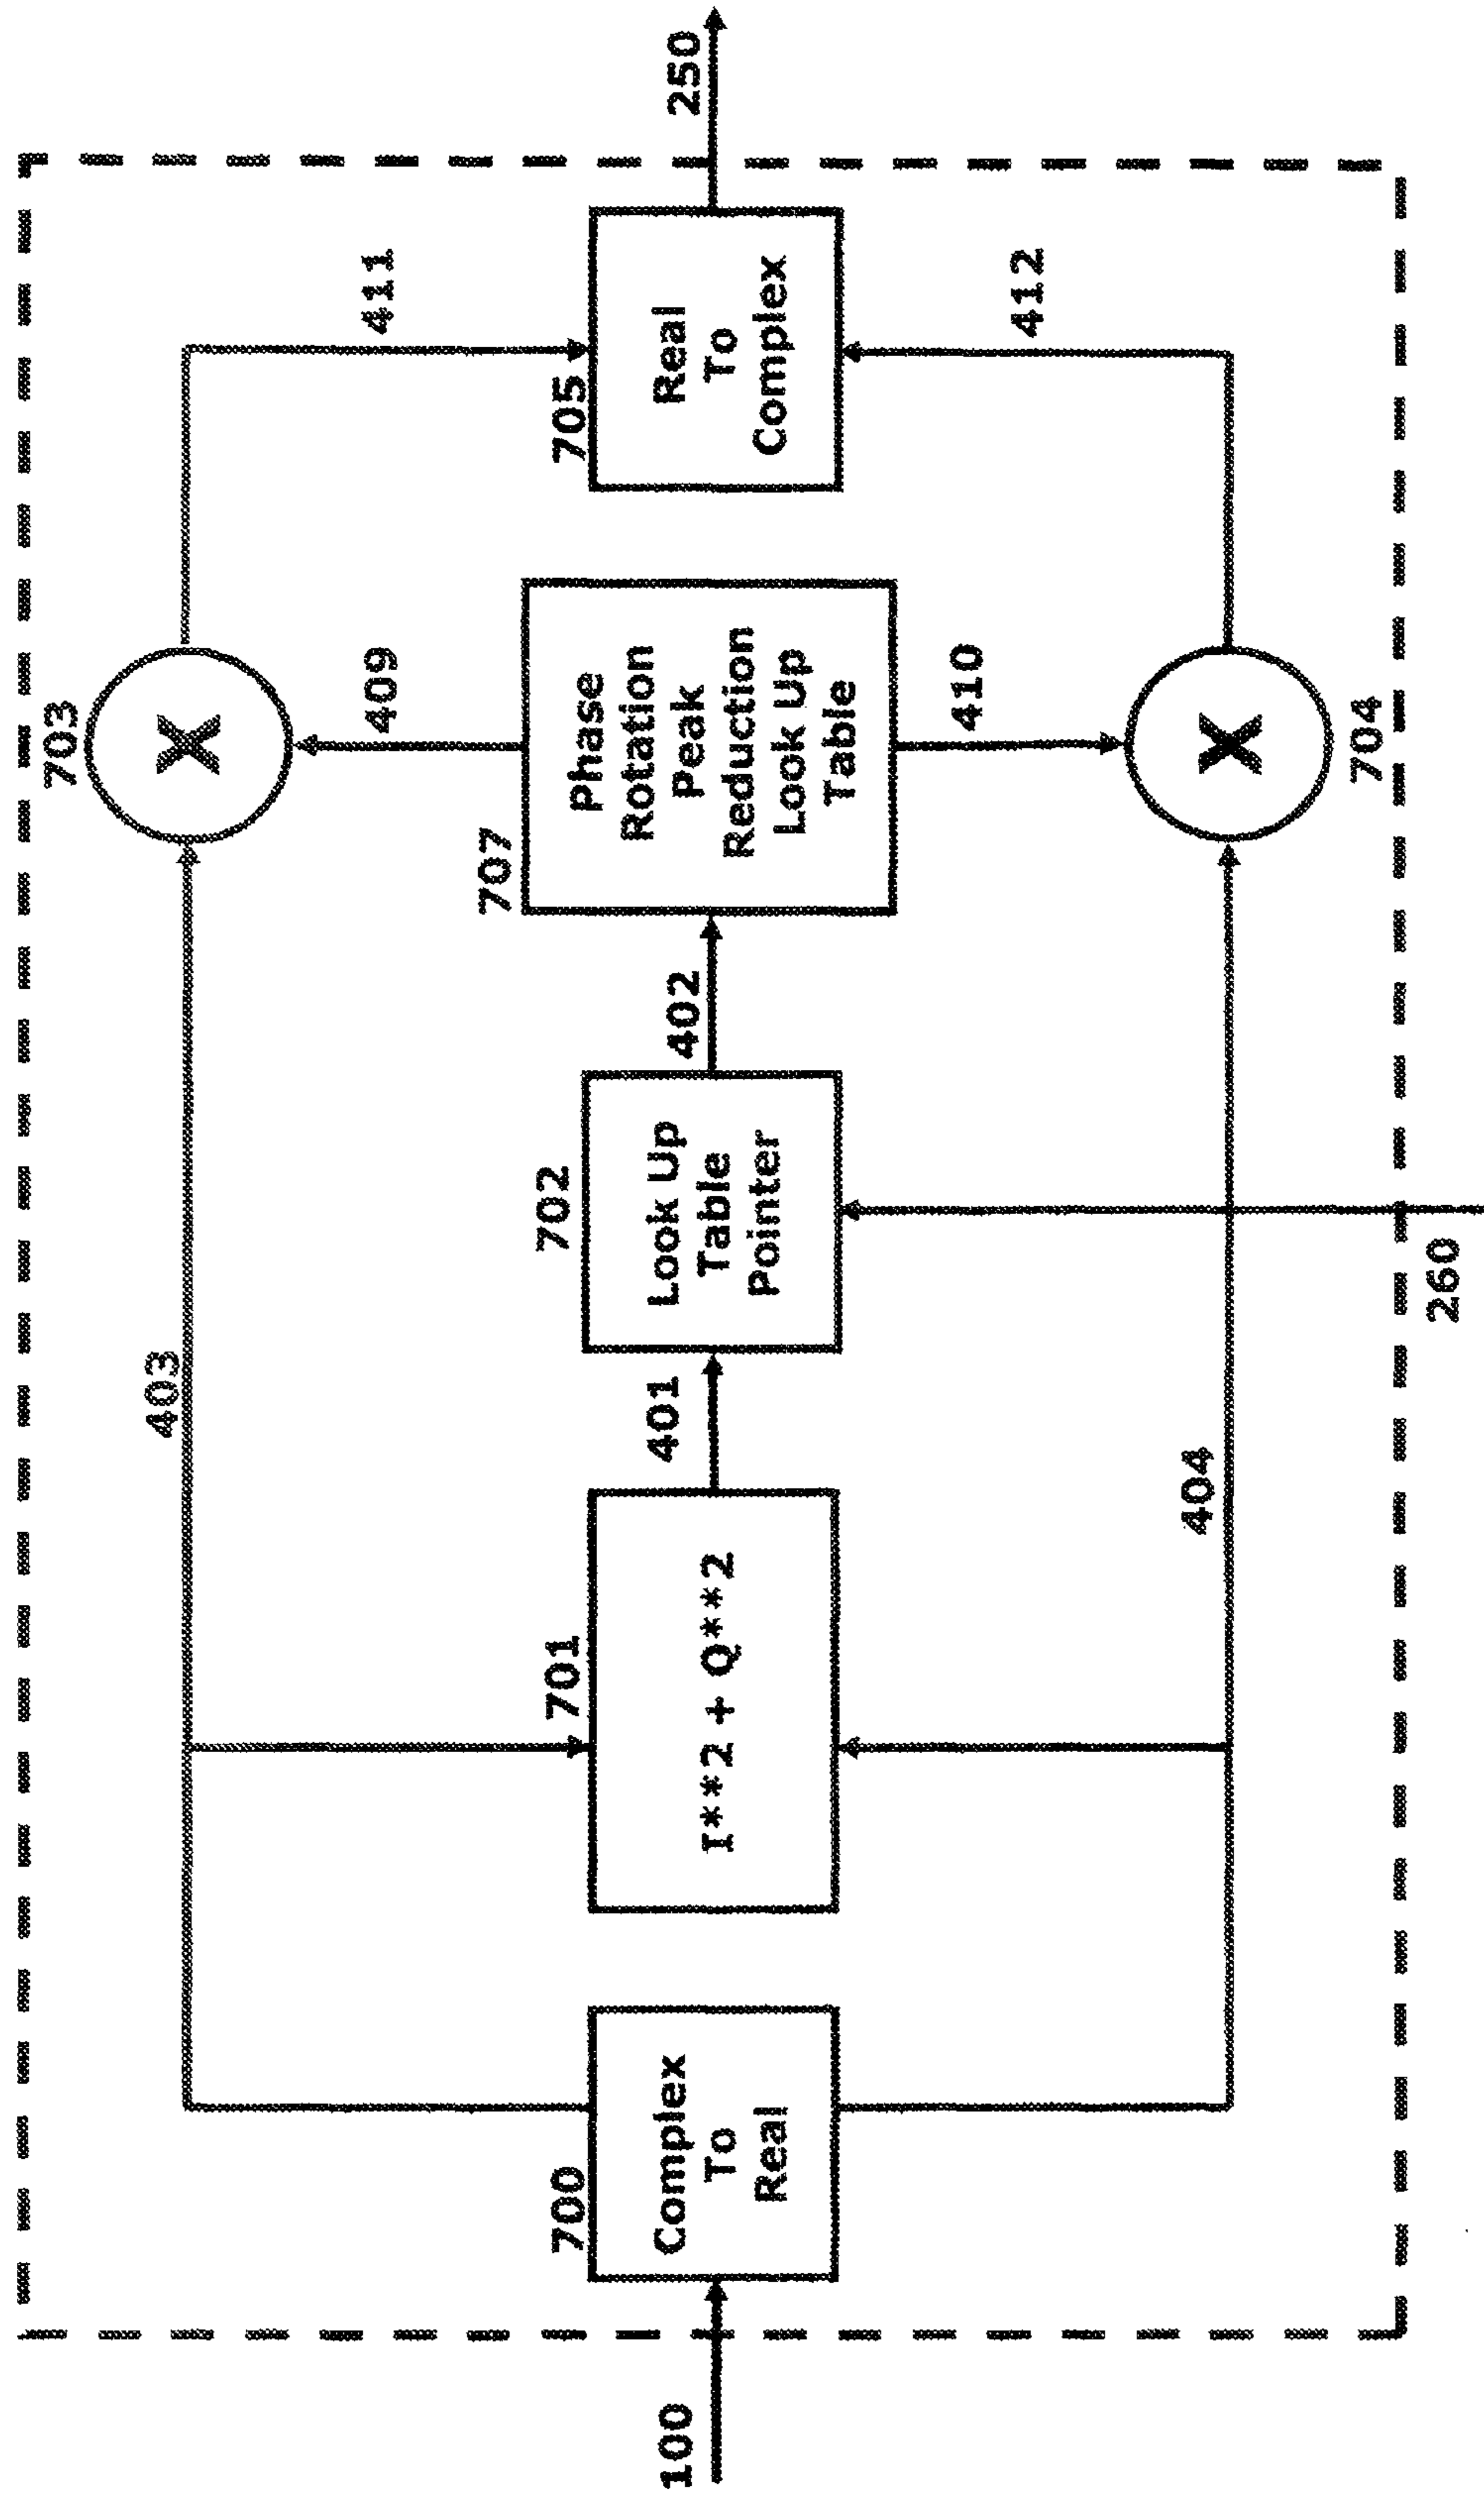 703
411
403
409
250
707
Phase
Rotation
Peak
Reduction
Look Up
Table
705
Real
To
Complex
402
702
Look Up
Table
Pointer
401
701
I**2 + Q**2
700
Complex
To
Real
100
410
412
404
704
260